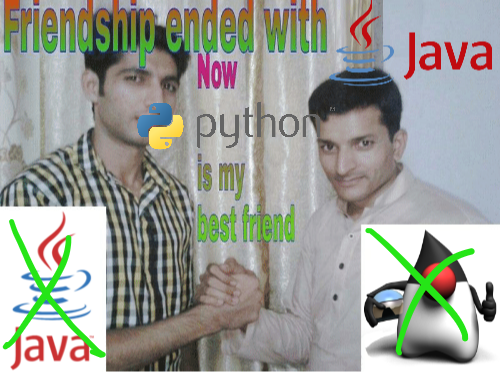 Friendship ended with
Java
Now
python
is my
best friend
Java